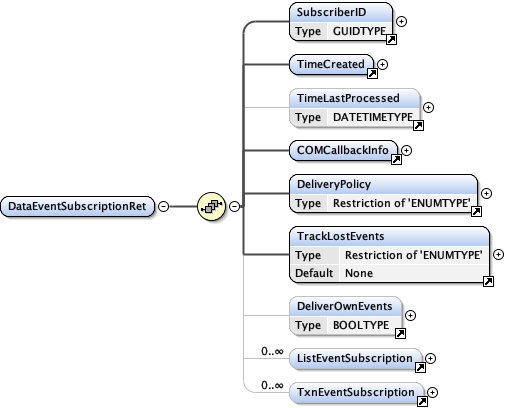 SubscriberID
Type GUIDTYPE
TimeCreated
TimeLastProcessed
Type DATETIMETYPE
COMCallbackInfo
DataEventSubscriptionRet
DeliveryPolicy
Type Restriction of 'ENUMTYPE'
TrackLostEvents
Type Restriction of 'ENUMTYPE'
Default None
DeliverOwnEvents
Type BOOLTYPE
0..∞
ListEventSubscription
0..∞
TxnEventSubscription